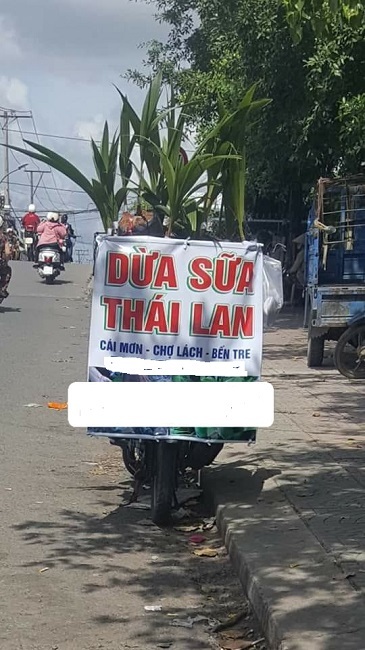 DỪA SỮA
THÁI LAN
CÁI MƠN - CHỢ LÁCH - BẾN TRE